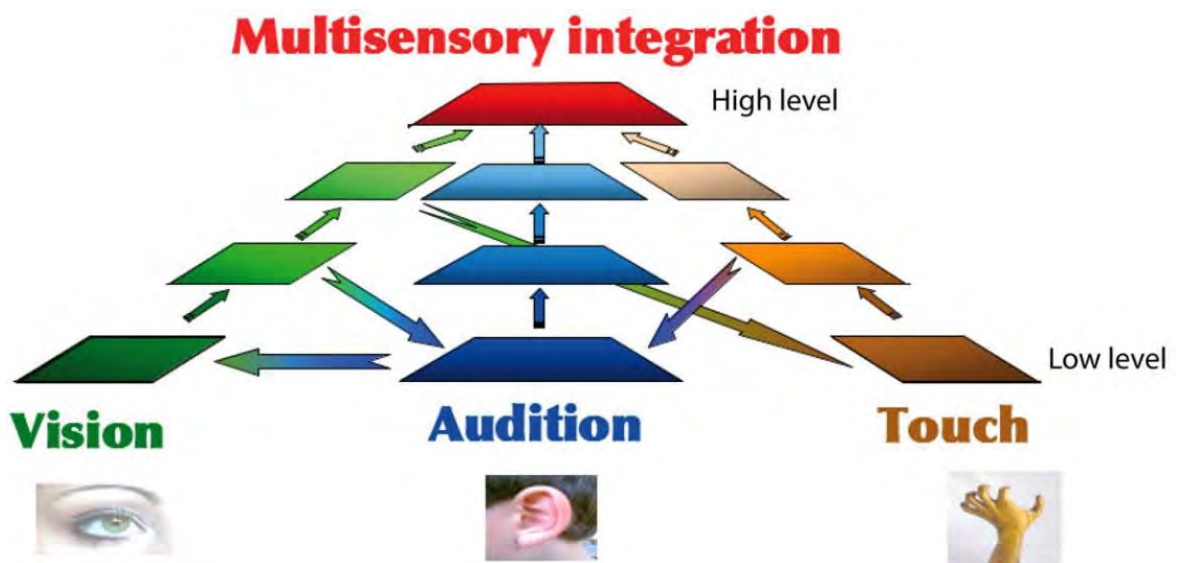 Multisensory integration
High level
Low level
Vision
Audition
Touch